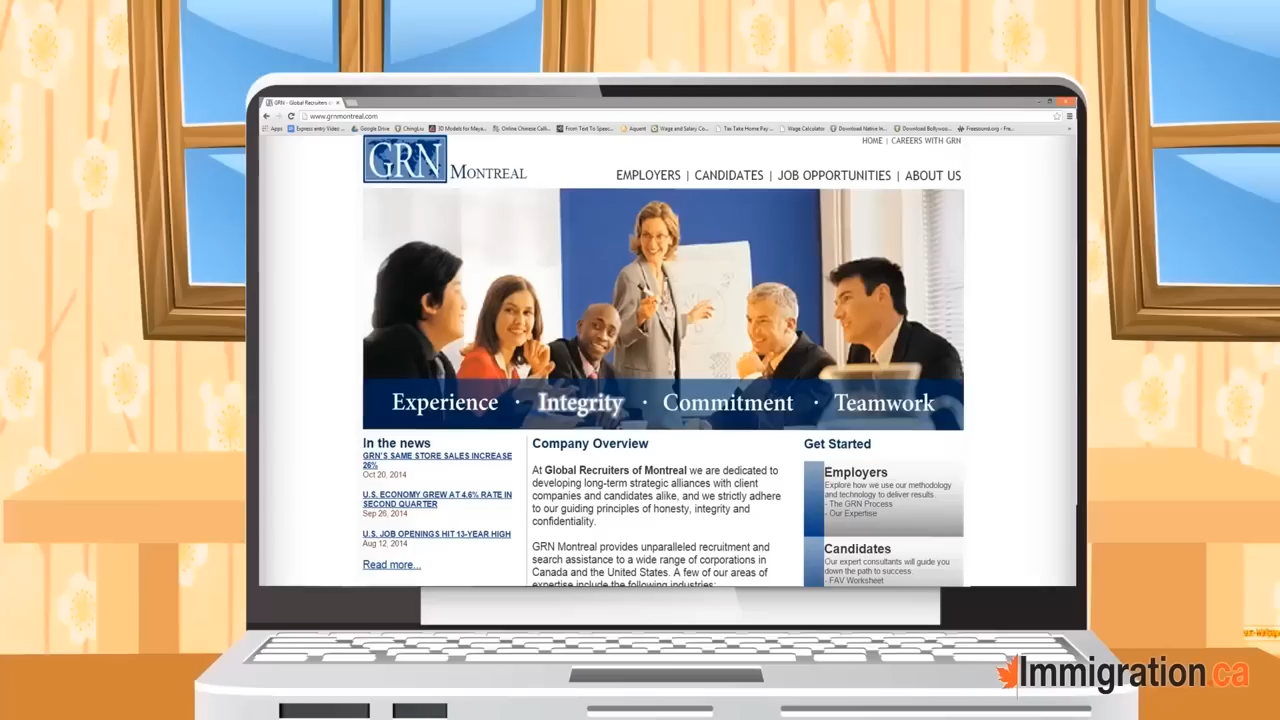 GRN - Global Recruiters o
www.grnmontreal.com
Apps Express entry Video ... Google Drive ChingLiu 3D Models for Maya... Online Chinese Calli... From Text To Speec... Aquent Wage and Salary Co... Tax Take Home Pay ... Wage Calculator Download Native In... Download Bollywoo... Freesound.org - Fre...
HOME | CAREERS WITH GRN
GRN MONTREAL
EMPLOYERS | CANDIDATES | JOB OPPORTUNITIES | ABOUT US
Experience · Integrity · Commitment · Teamwork
In the news
GRN'S SAME STORE SALES INCREASE
26%
Oct 20, 2014
U.S. ECONOMY GREW AT 4.6% RATE IN
SECOND QUARTER
Sep 26, 2014
U.S. JOB OPENINGS HIT 13-YEAR HIGH
Aug 12, 2014
Read more...
Company Overview
At Global Recruiters of Montreal we are dedicated to
developing long-term strategic alliances with client
companies and candidates alike, and we strictly adhere
to our guiding principles of honesty, integrity and
confidentiality.
GRN Montreal provides unparalleled recruitment and
search assistance to a wide range of corporations in
Canada and the United States. A few of our areas of
expertise include the following industries:
Get Started
Employers
Explore how we use our methodology
and technology to deliver results.
- The GRN Process
- Our Expertise
Candidates
Our expert consultants will guide you
down the path to success
- FAV Worksheet
Immigration.ca